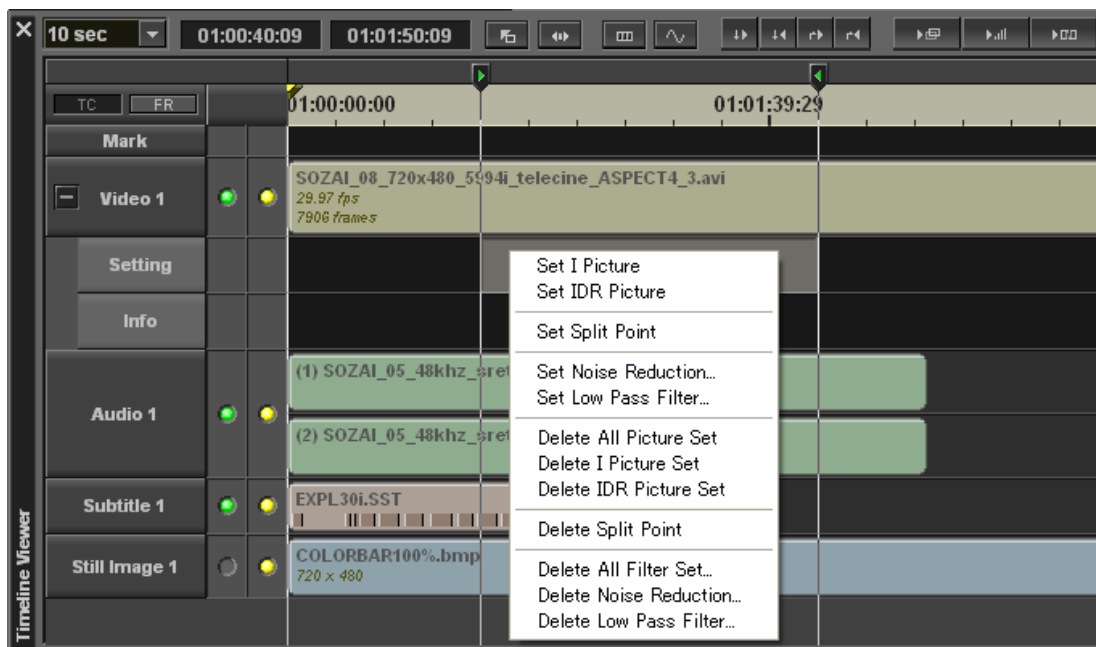 10 sec 01:00:40:09 01:01:50:09
TC FR 01:00:00:00 01:01:39:29
Mark
Video 1
SOZAI_08_720x480_5994i_telecine_ASPECT4_3.avi
29.97 fps
7906 frames
Setting
Info
Audio 1
(1) SOZAI_05_48khz_sret
(2) SOZAI_05_48khz_sret
Subtitle 1
EXPL30i.SST
Still Image 1
COLORBAR100%.bmp
720 x 480
Set I Picture
Set IDR Picture
Set Split Point
Set Noise Reduction...
Set Low Pass Filter...
Delete All Picture Set
Delete I Picture Set
Delete IDR Picture Set
Delete Split Point
Delete All Filter Set...
Delete Noise Reduction...
Delete Low Pass Filter...
Timeline Viewer